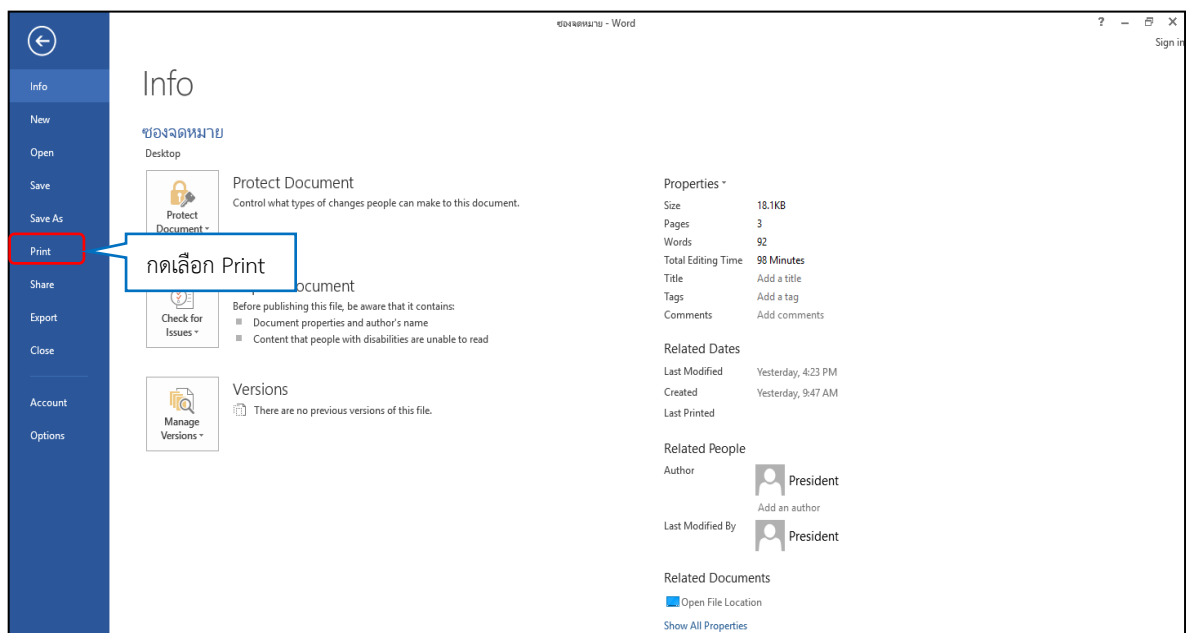 ซองจดหมาย - Word
? – X
Sign in
Info
New
Open
Save
Save As
Print
Share
Export
Close
Account
Options
Info
ซองจดหมาย
Desktop
Protect Document
Protect Document
Control what types of changes people can make to this document.
กดเลือก Print
ocument
Check for Issues
Before publishing this file, be aware that it contains:
Document properties and author's name
Content that people with disabilities are unable to read
Manage Versions
Versions
There are no previous versions of this file.
Properties
Size 18.1KB
Pages 3
Words 92
Total Editing Time 98 Minutes
Title Add a title
Tags Add a tag
Comments Add comments
Related Dates
Last Modified Yesterday, 4:23 PM
Created Yesterday, 9:47 AM
Last Printed
Related People
Author President
Add an author
Last Modified By President
Related Documents
Open File Location
Show All Properties